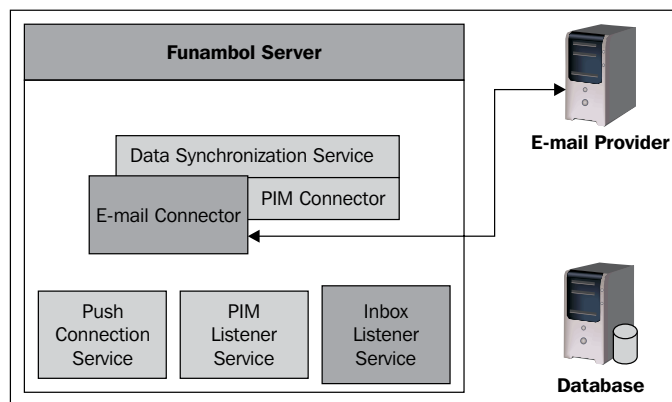 Funambol Server
E-mail Provider
Data Synchronization Service
E-mail Connector
PIM Connector
Push
Connection
Service
PIM
Listener
Service
Inbox
Listener
Service
Database